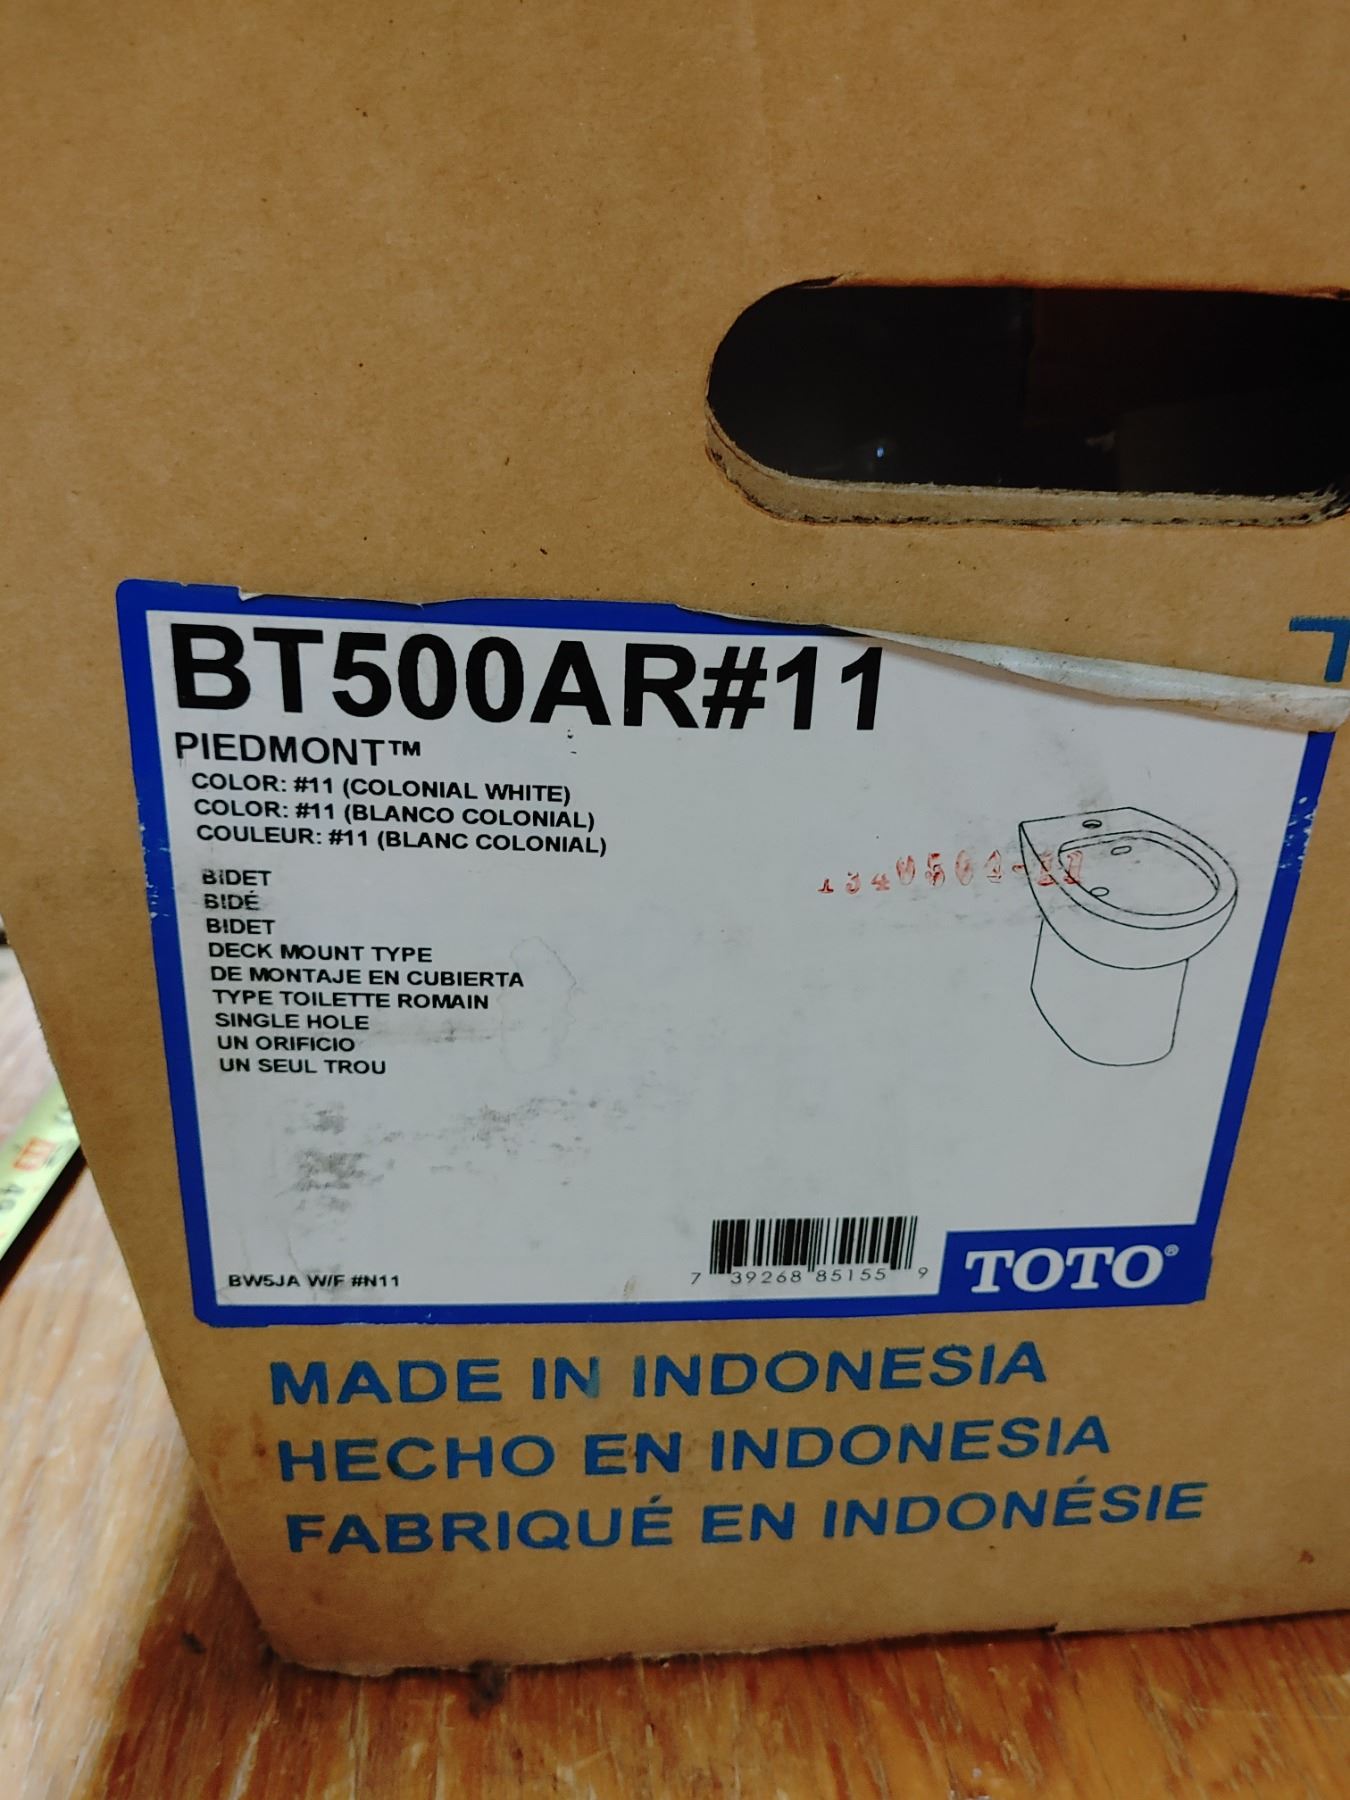 BT500AR#11
PIEDMONT™
COLOR: #11 (COLONIAL WHITE)
COLOR: #11 (BLANCO COLONIAL)
COULEUR: #11 (BLANC COLONIAL)
BIDET
BIDÉ
BIDET
DECK MOUNT TYPE
DE MONTAJE EN CUBIERTA
TYPE TOILETTE ROMAIN
SINGLE HOLE
UN ORIFICIO
UN SEUL TROU
BW5JA W/F #N11
7 39268 85155 9
TOTO®
MADE IN INDONESIA
HECHO EN INDONESIA
FABRIQUÉ EN INDONÉSIE